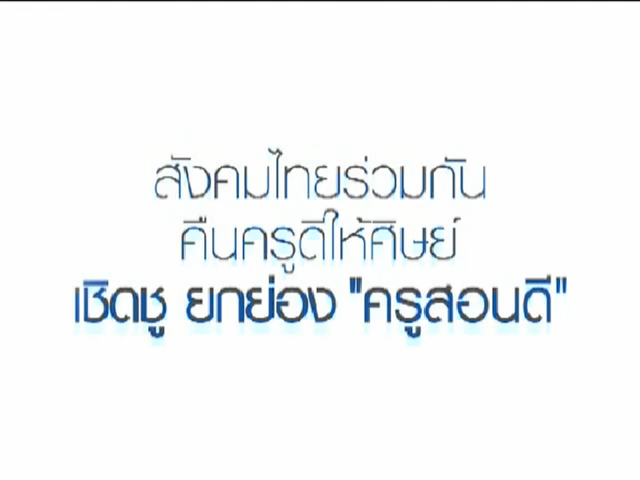 สังคมไทยร่วมกัน
คืนครูดีให้ศิษย์
เชิดชู ยกย่อง "ครูสอนดี"